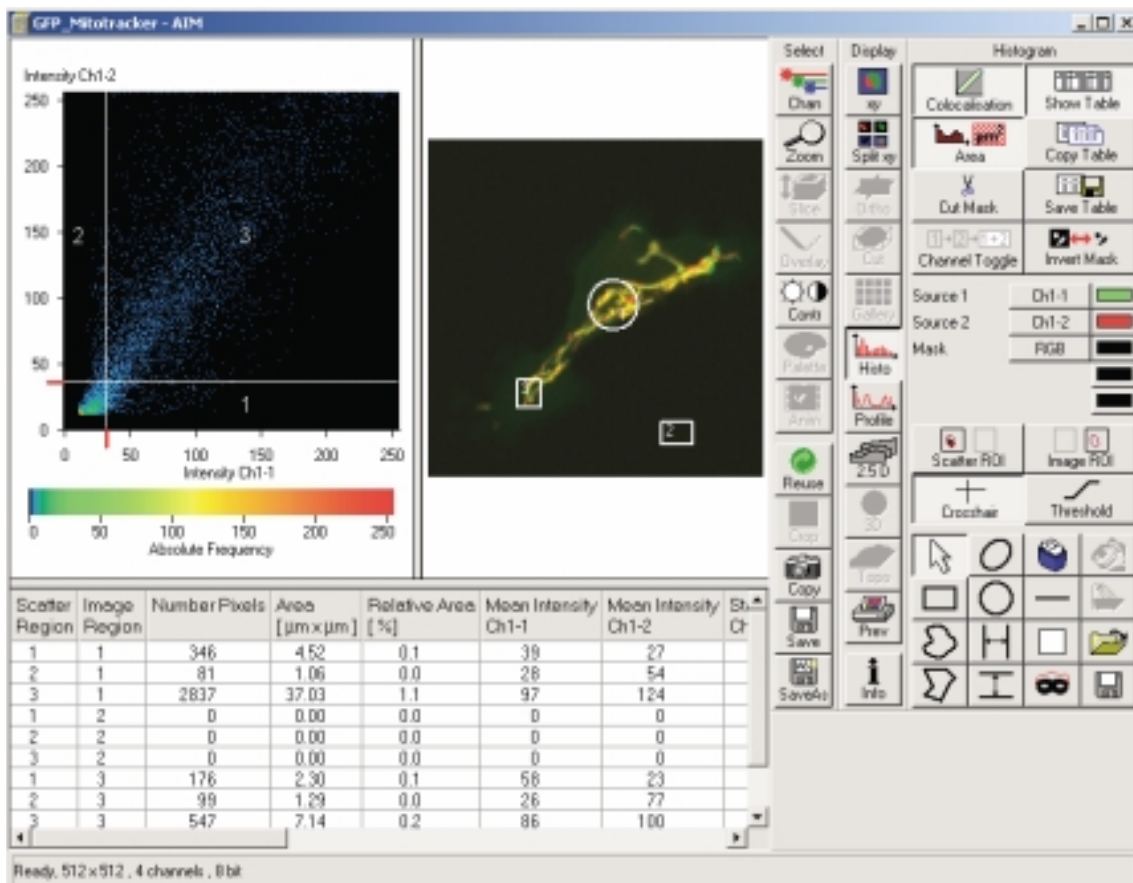 GFP_Mitotracker - AIM
Intensity Ch1-2
250
200
150
100
50
0
2
3
1
0 50 100 150 200 250
Intensity Ch1-1
0 50 100 150 200 250
Absolute Frequency
2
Select
Chan
Zoom
Slice
Overlay
Contr
Palette
Anim
Reuse
Crop
Copy
Save
SaveAs
Display
xy
Split xy
Ortho
Cut
Gallery
Histo
Profile
2.5 D
3D
Topo
Prev
Info
Histogram
Colocalisation Show Table
Area Copy Table
Cut Mask Save Table
Channel Toggle Invert Mask
Source 1 Ch1-1
Source 2 Ch1-2
Mask RGB
Scatter ROI Image ROI
Crosshair Threshold
Scatter Region Image Region Number Pixels Area [µm×µm] Relative Area [%] Mean Intensity Ch1-1 Mean Intensity Ch1-2
1 1 346 4.52 0.1 39 27
2 1 81 1.06 0.0 28 54
3 1 2837 37.03 1.1 97 124
1 2 0 0.00 0.0 0 0
2 2 0 0.00 0.0 0 0
3 2 0 0.00 0.0 0 0
1 3 176 2.30 0.1 58 23
2 3 99 1.29 0.0 26 77
3 3 547 7.14 0.2 86 100
Ready, 512 x 512 , 4 channels , 8 bit